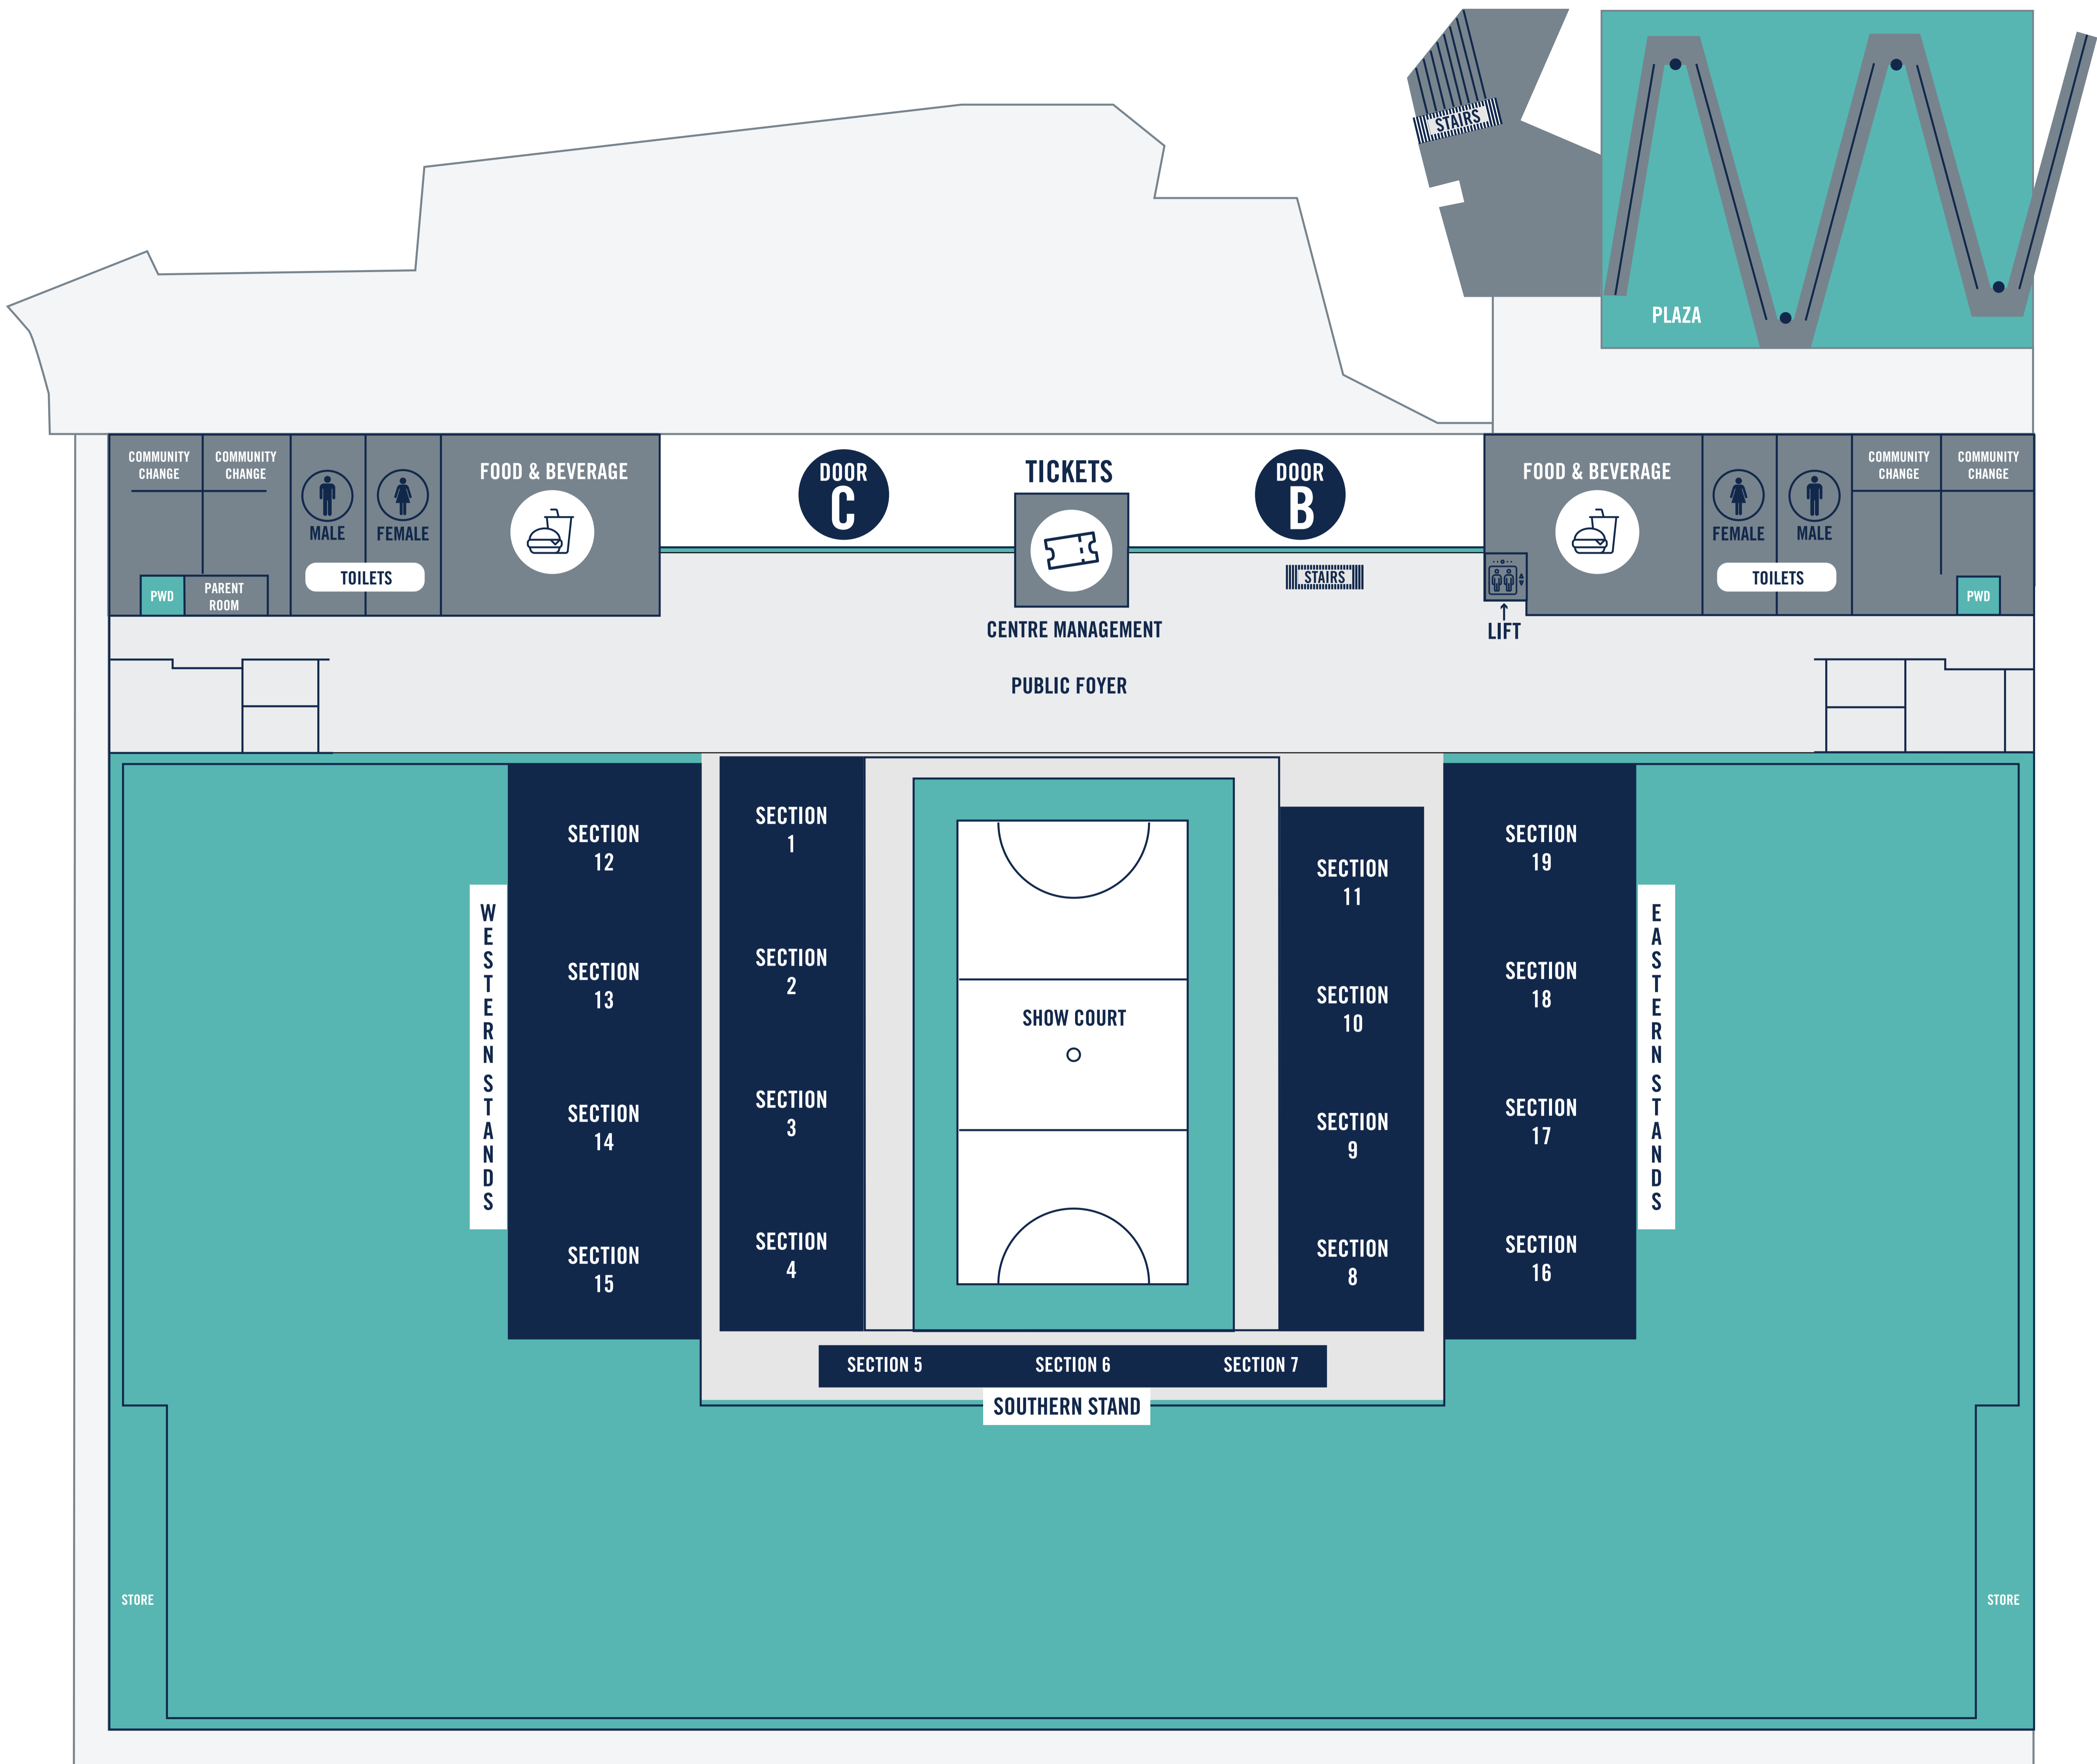 STAIRS
PLAZA
COMMUNITY
CHANGE
COMMUNITY
CHANGE
MALE
FEMALE
TOILETS
PWD
PARENT
ROOM
FOOD & BEVERAGE
DOOR
C
TICKETS
DOOR
B
STAIRS
CENTRE MANAGEMENT
PUBLIC FOYER
LIFT
FOOD & BEVERAGE
FEMALE
MALE
TOILETS
COMMUNITY
CHANGE
COMMUNITY
CHANGE
PWD
WESTERN STANDS
SECTION
12
SECTION
13
SECTION
14
SECTION
15
SECTION
1
SECTION
2
SECTION
3
SECTION
4
SHOW COURT
SECTION
11
SECTION
10
SECTION
9
SECTION
8
SECTION
19
SECTION
18
SECTION
17
SECTION
16
EASTERN STANDS
SECTION 5
SECTION 6
SECTION 7
SOUTHERN STAND
STORE
STORE